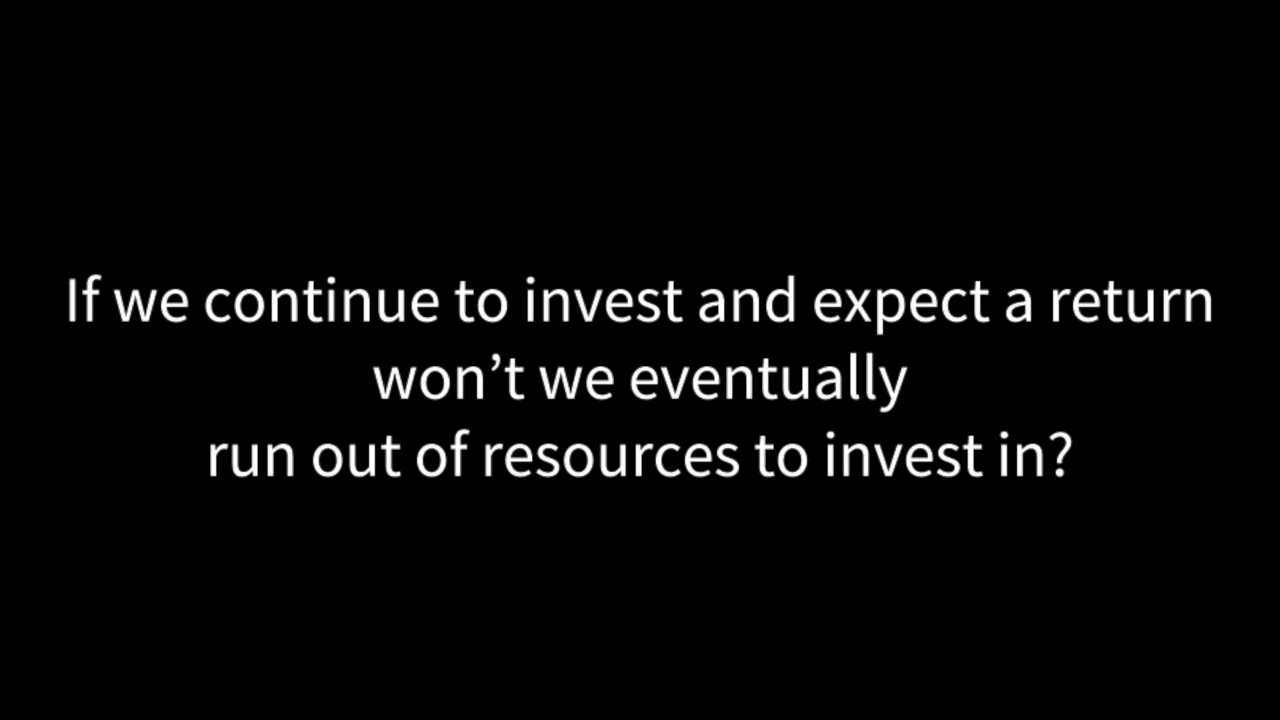 If we continue to invest and expect a return
won’t we eventually
run out of resources to invest in?